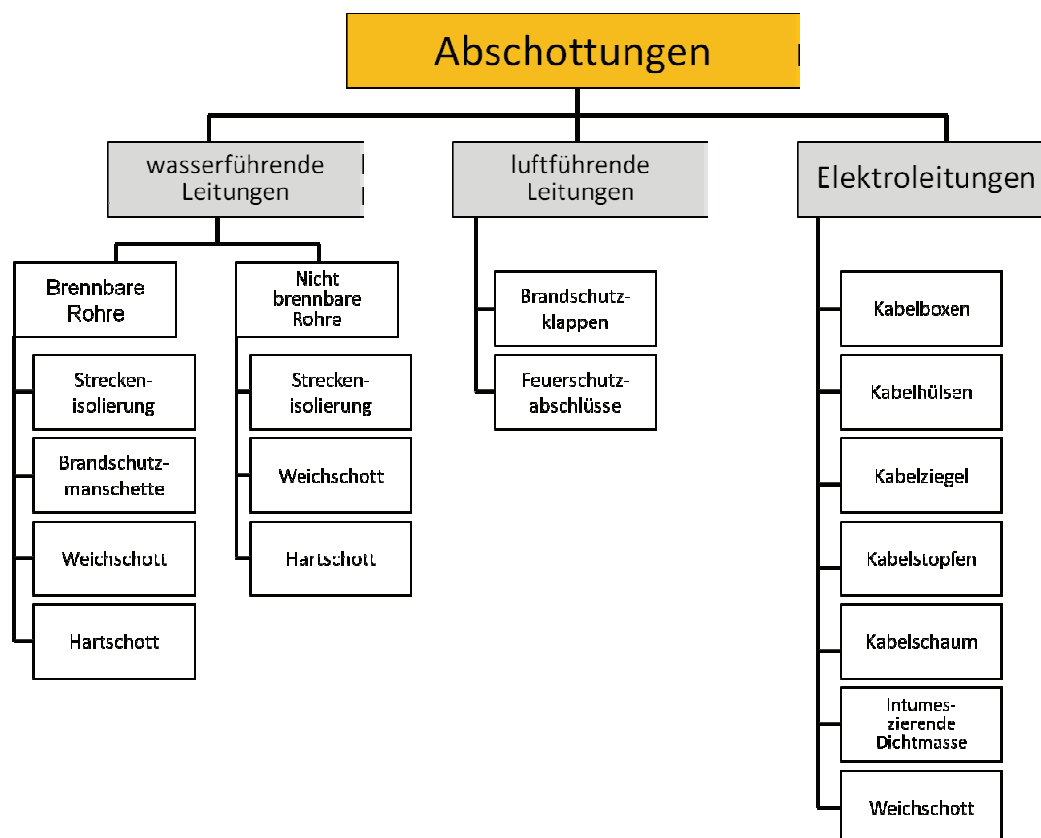 Abschottungen
wasserführende
Leitungen
luftführende
Leitungen
Elektroleitungen
Brennbare
Rohre
Strecken-
isolierung
Brandschutz-
manschette
Weichschott
Hartschott
Nicht
brennbare
Rohre
Strecken-
isolierung
Weichschott
Hartschott
Brandschutz-
klappen
Feuerschutz-
abschlüsse
Kabelboxen
Kabelhülsen
Kabelziegel
Kabelstopfen
Kabelschaum
Intumes-
zierende
Dichtmasse
Weichschott